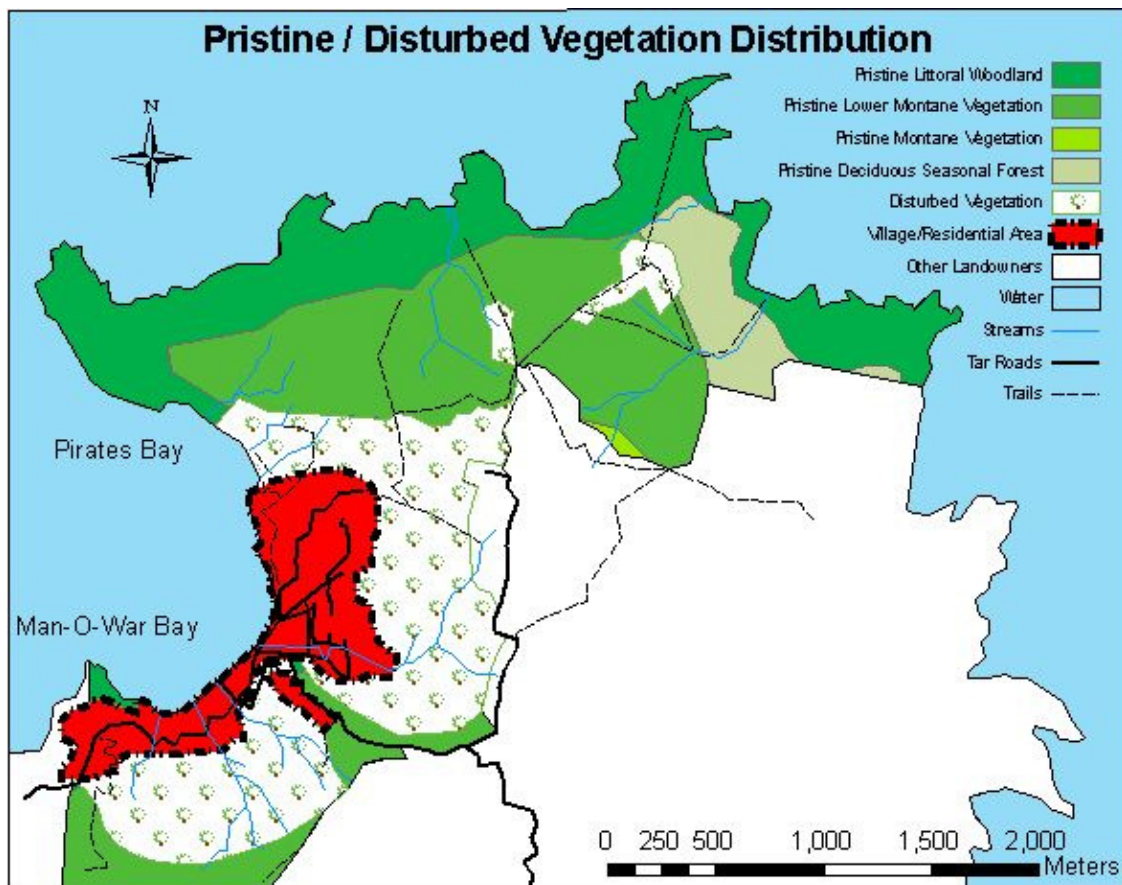 Pristine / Disturbed Vegetation Distribution
N
Pristine Littoral Woodland
Pristine Lower Montane Vegetation
Pristine Montane Vegetation
Pristine Deciduous Seasonal Forest
Disturbed Vegetation
Village/Residential Area
Other Landowners
Water
Streams
Tar Roads
Trails
Pirates Bay
Man-O-War Bay
0 250 500 1,000 1,500 2,000
Meters